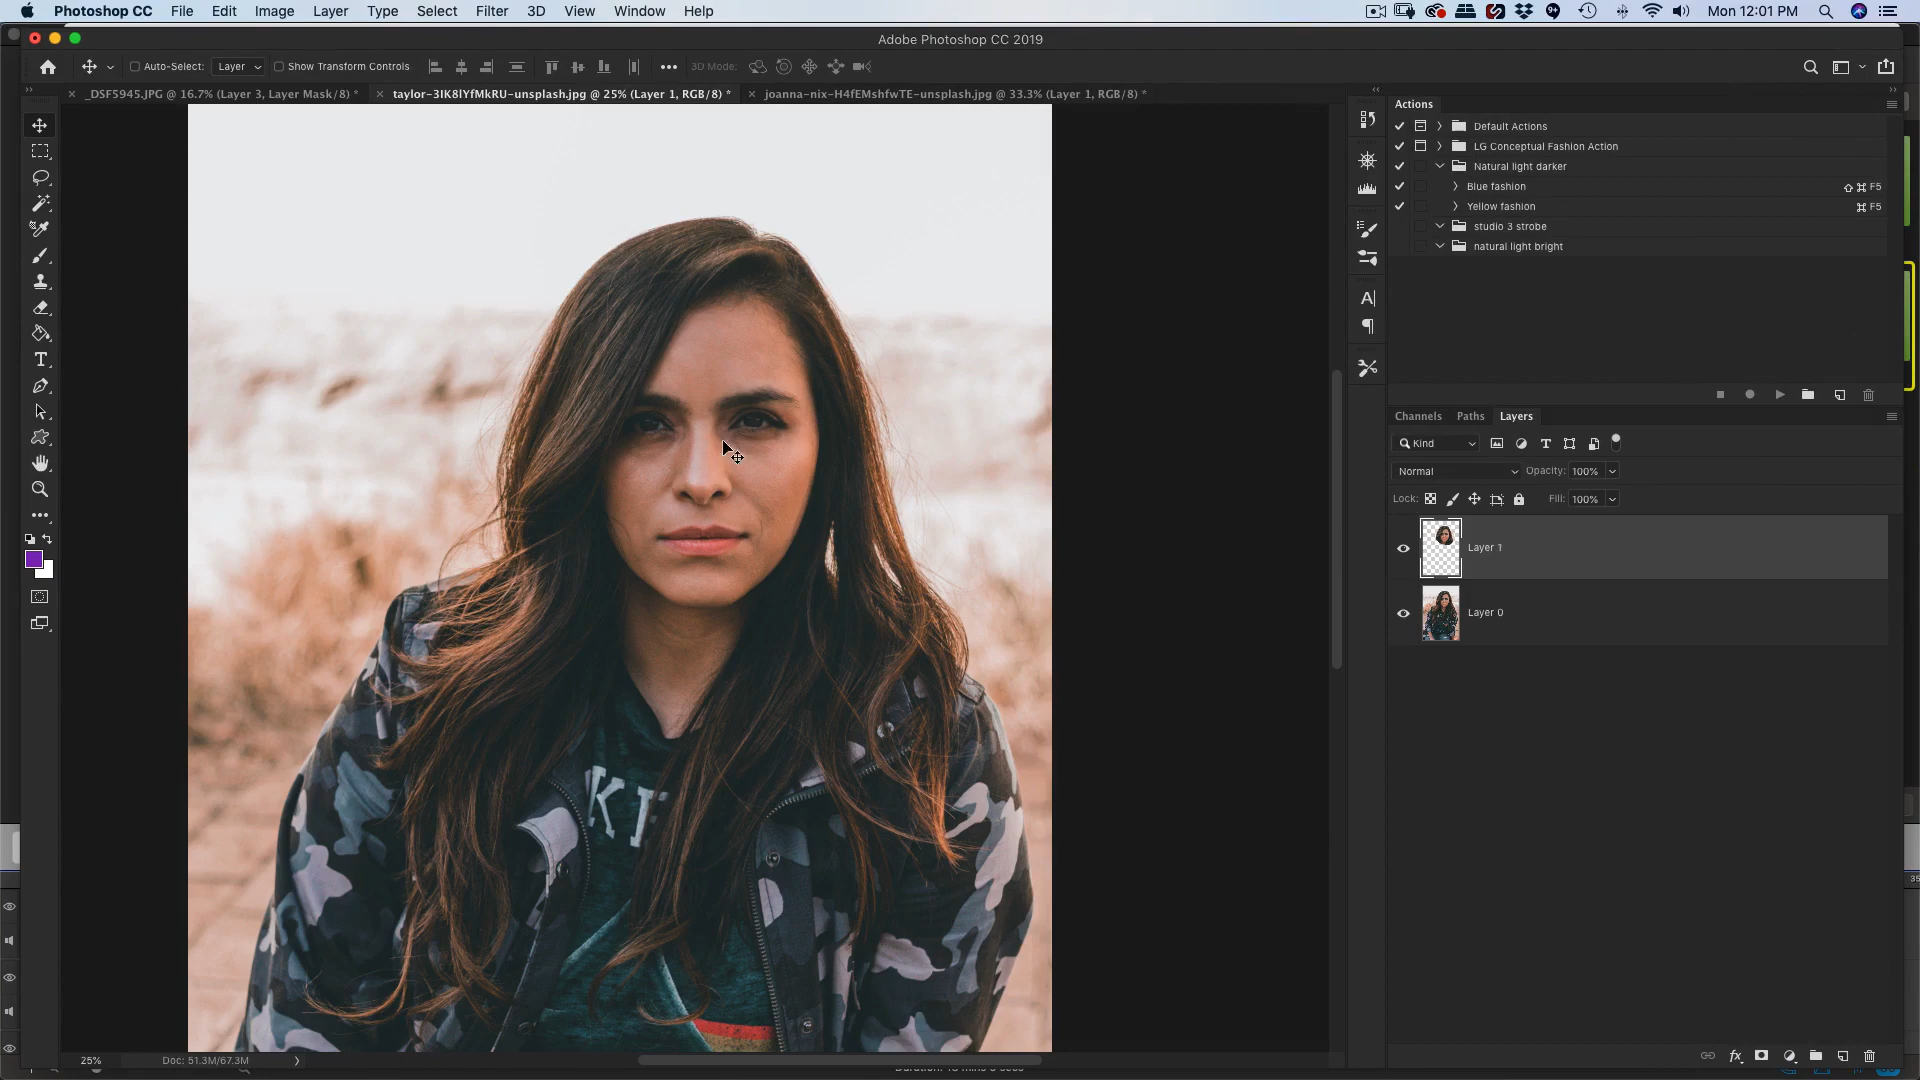 Photoshop CC File Edit Image Layer Type Select Filter 3D View Window Help Mon 12:01 PM
Adobe Photoshop CC 2019
Auto-Select: Layer Show Transform Controls 3D Mode:
_DSF5945.JPG @ 16.7% (Layer 3, Layer Mask/8) * taylor-3IK8lYfMkRU-unsplash.jpg @ 25% (Layer 1, RGB/8) * joanna-nix-H4fEMshfwTE-unsplash.jpg @ 33.3% (Layer 1, RGB/8) *
Actions
Default Actions
LG Conceptual Fashion Action
Natural light darker
Blue fashion F5
Yellow fashion F5
studio 3 strobe
natural light bright
Channels Paths Layers
Kind
Normal Opacity: 100%
Lock: Fill: 100%
Layer 1
Layer 0
25% Doc: 51.3M/67.3M